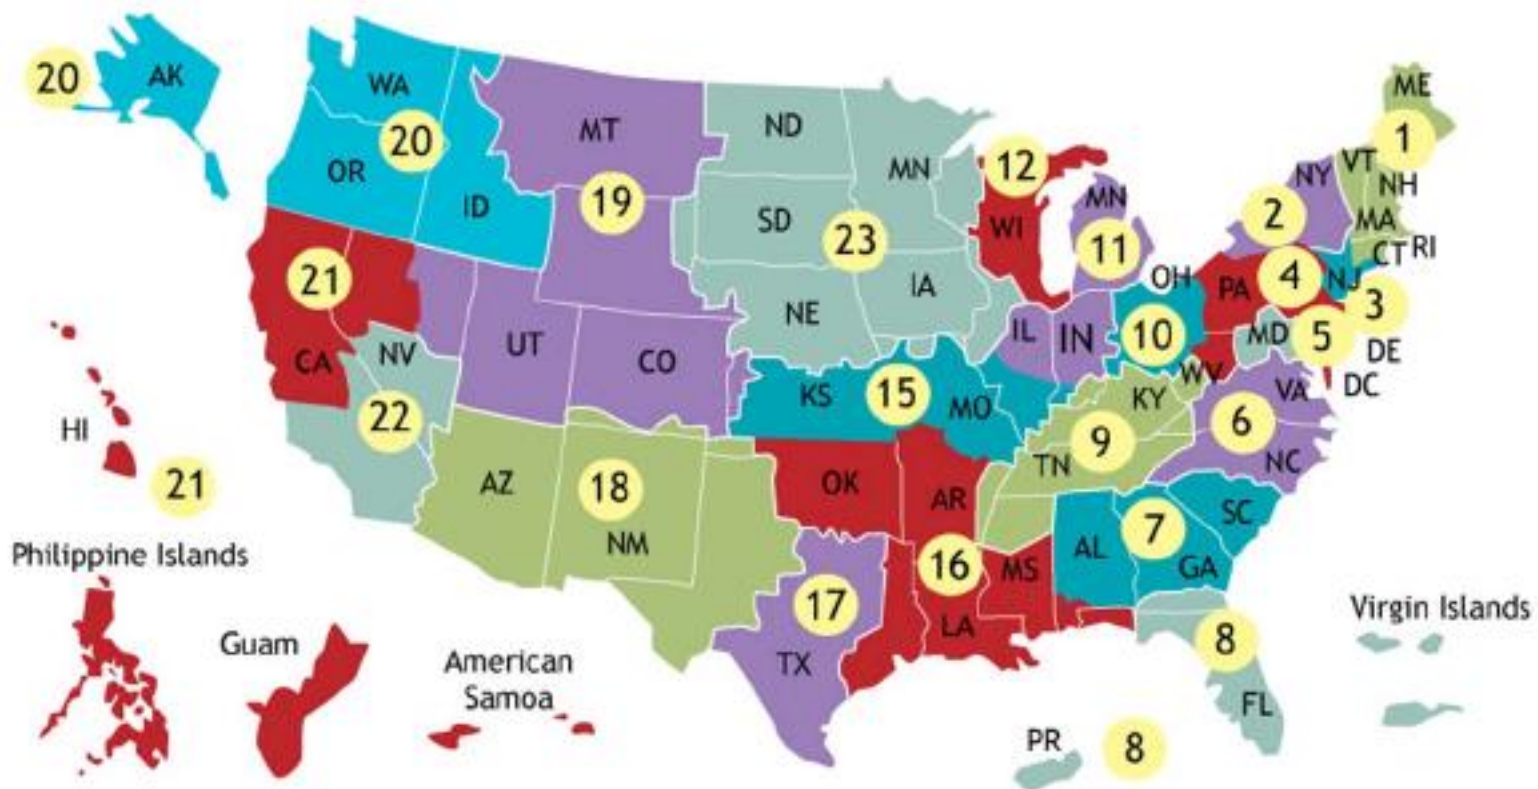 20
AK
WA
20
OR
ID
MT
19
ND
MN
SD
23
NE
IA
12
WI
MN
11
ME
1
VT
NH
NY
2
MA
CT
RI
OH
PA
4
NJ
3
10
MD
5
DE
DC
WV
VA
6
NC
IL
IN
KY
9
TN
21
CA
NV
22
UT
CO
KS
15
MO
HI
21
AZ
18
NM
OK
AR
16
MS
LA
AL
7
SC
GA
17
TX
8
FL
PR
8
Philippine Islands
Guam
American
Samoa
Virgin Islands